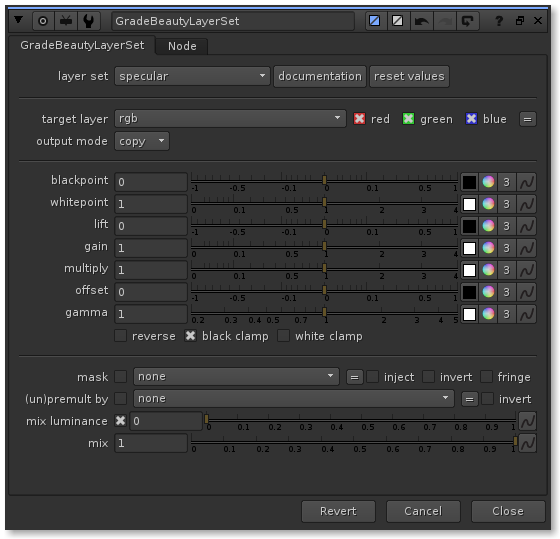 GradeBeautyLayerSet ? 
GradeBeautyLayerSet Node
layer set specular documentation reset values
target layer rgb red green blue =
output mode copy
blackpoint 0 -1 -0.5 -0.1 0 0.1 0.5 1 3
whitepoint 1 0 0.1 0.5 1 2 3 4 3
lift 0 -1 -0.5 -0.1 0 0.1 0.5 1 3
gain 1 0 0.1 0.5 1 2 3 4 3
multiply 1 0 0.1 0.5 1 2 3 4 3
offset 0 -1 -0.5 -0.1 0 0.1 0.5 1 3
gamma 1 0.2 0.3 0.4 0.5 0.7 1 2 3 4 5 3
reverse black clamp white clamp
mask none = inject invert fringe
(un)premult by none = invert
mix luminance 0 0 0.1 0.2 0.3 0.4 0.5 0.6 0.7 0.8 0.9 1
mix 1 0 0.1 0.2 0.3 0.4 0.5 0.6 0.7 0.8 0.9 1
Revert Cancel Close